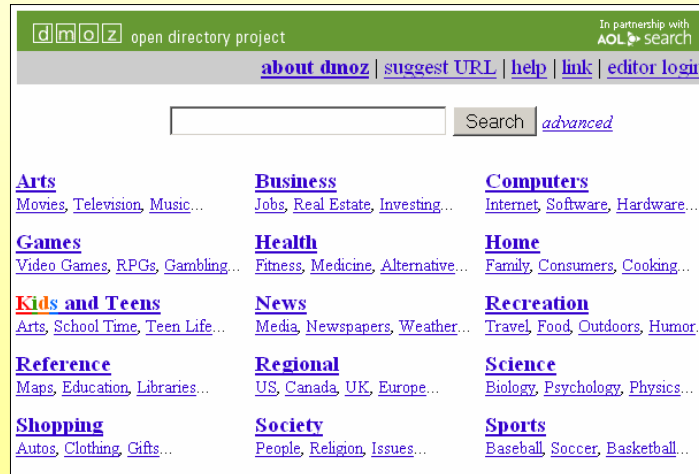 dmoz open directory project
In partnership with
AOL search
about dmoz | suggest URL | help | link | editor login
Search advanced
Arts Business Computers
Movies, Television, Music... Jobs, Real Estate, Investing... Internet, Software, Hardware...
Games Health Home
Video Games, RPGs, Gambling... Fitness, Medicine, Alternative... Family, Consumers, Cooking...
Kids and Teens News Recreation
Arts, School Time, Teen Life... Media, Newspapers, Weather... Travel, Food, Outdoors, Humor.
Reference Regional Science
Maps, Education, Libraries... US, Canada, UK, Europe... Biology, Psychology, Physics...
Shopping Society Sports
Autos, Clothing, Gifts... People, Religion, Issues... Baseball, Soccer, Basketball...